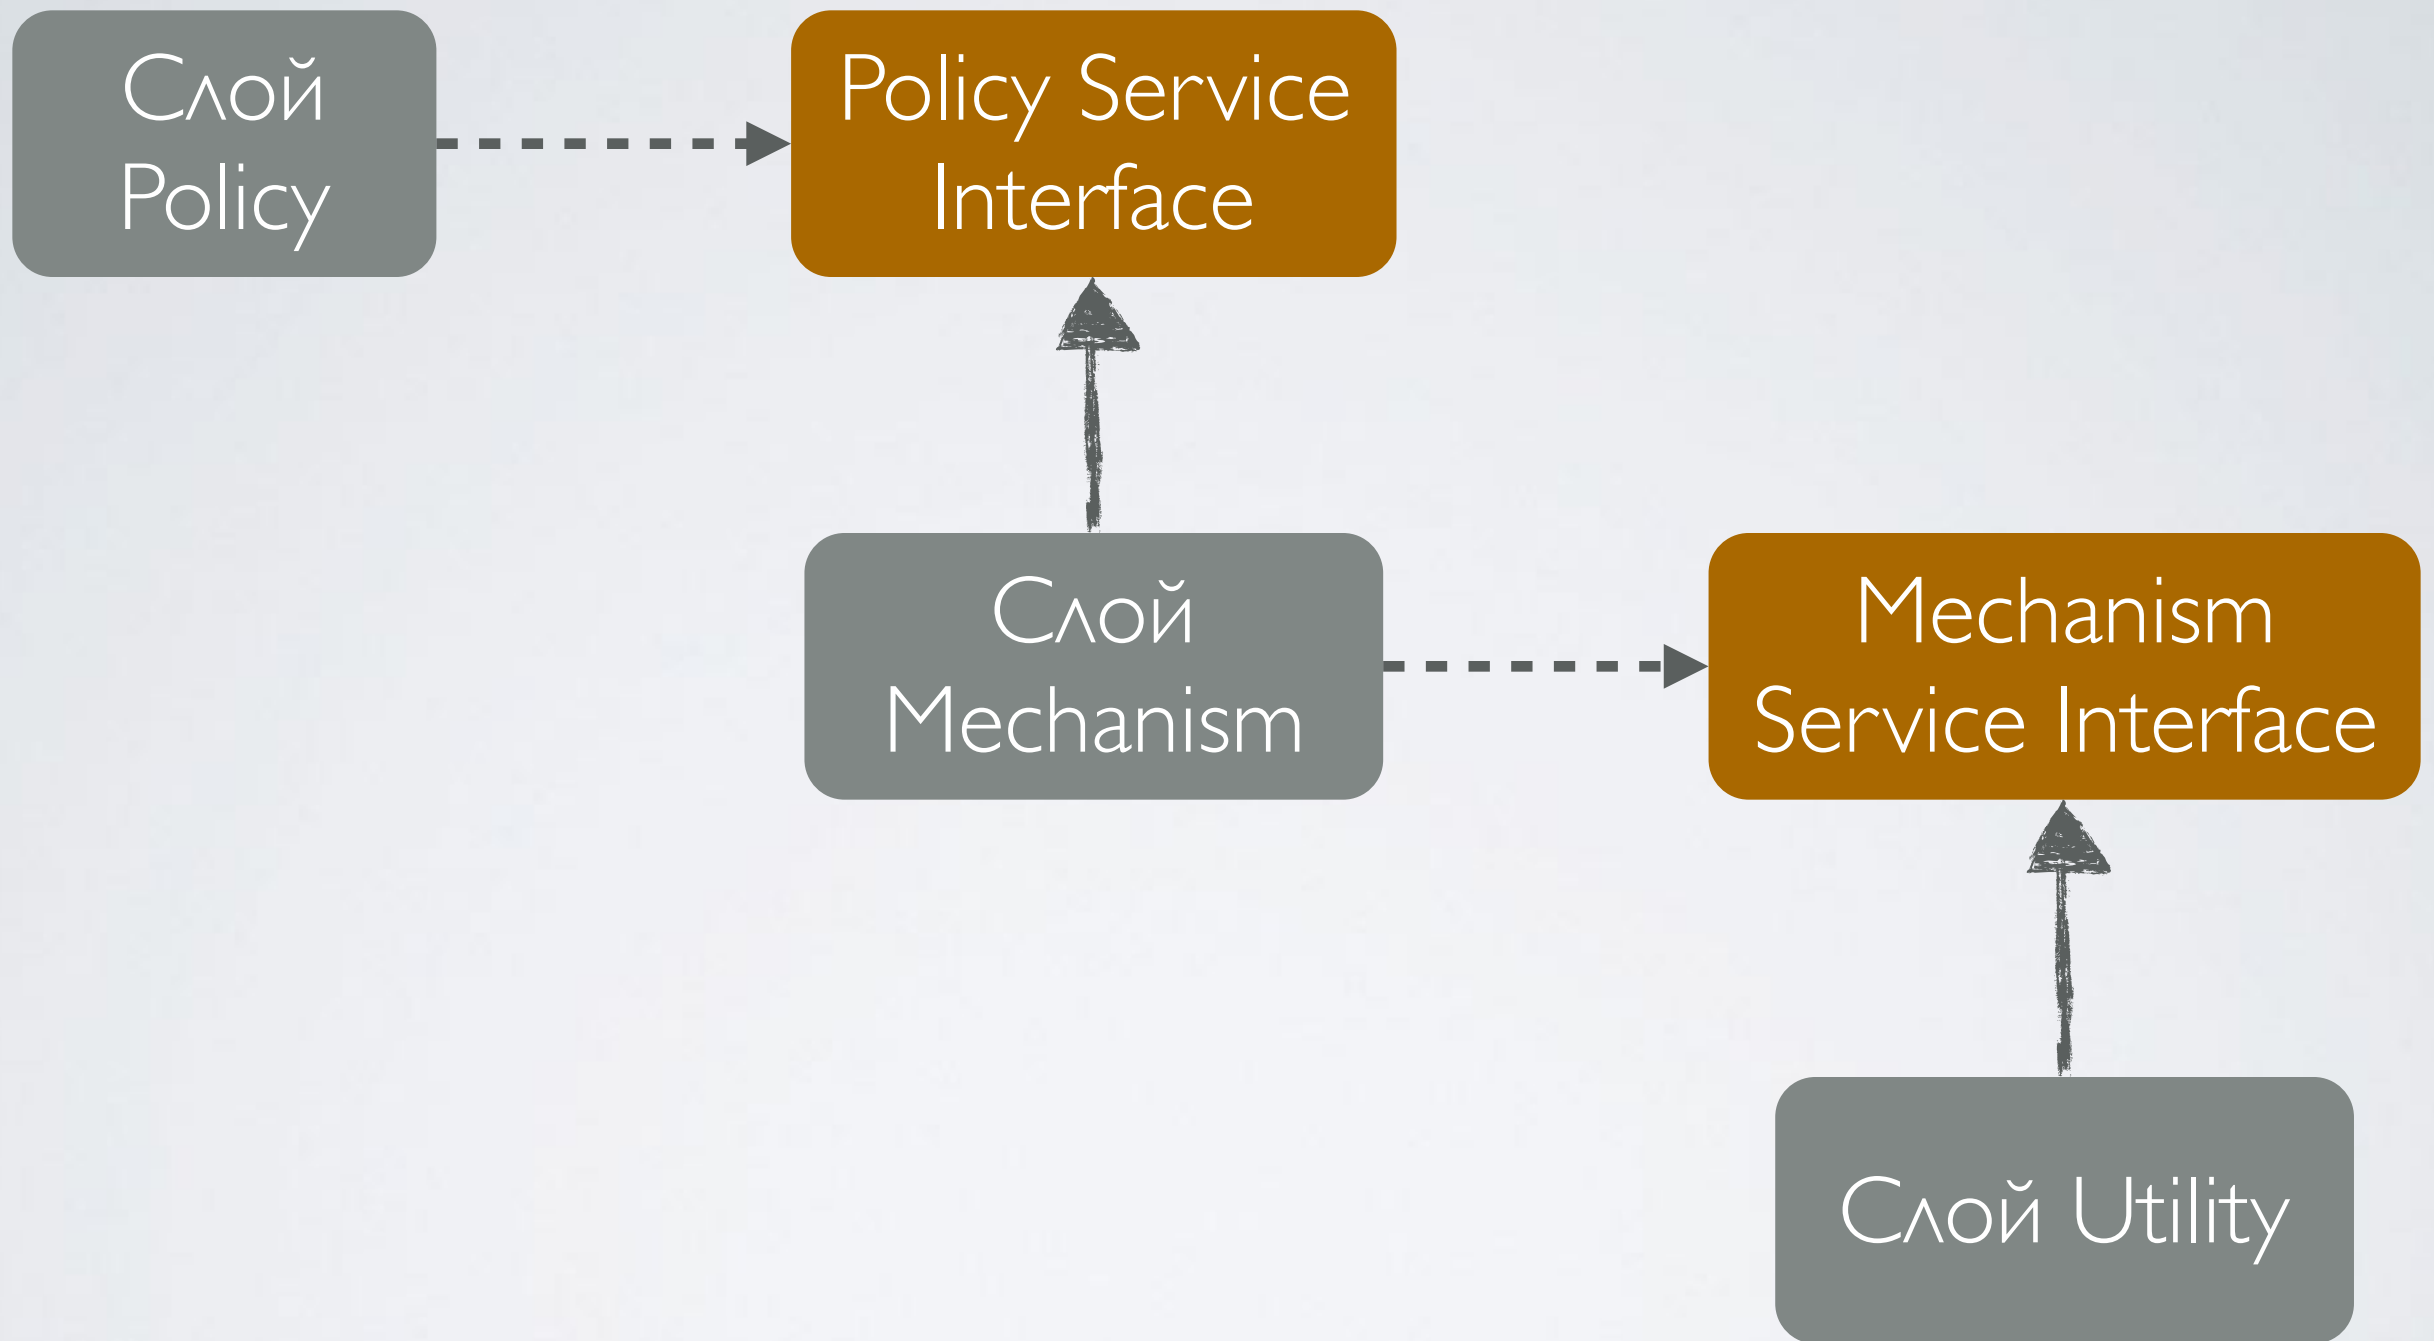 Слой
Policy
Policy Service
Interface
Слой
Mechanism
Mechanism
Service Interface
Слой Utility